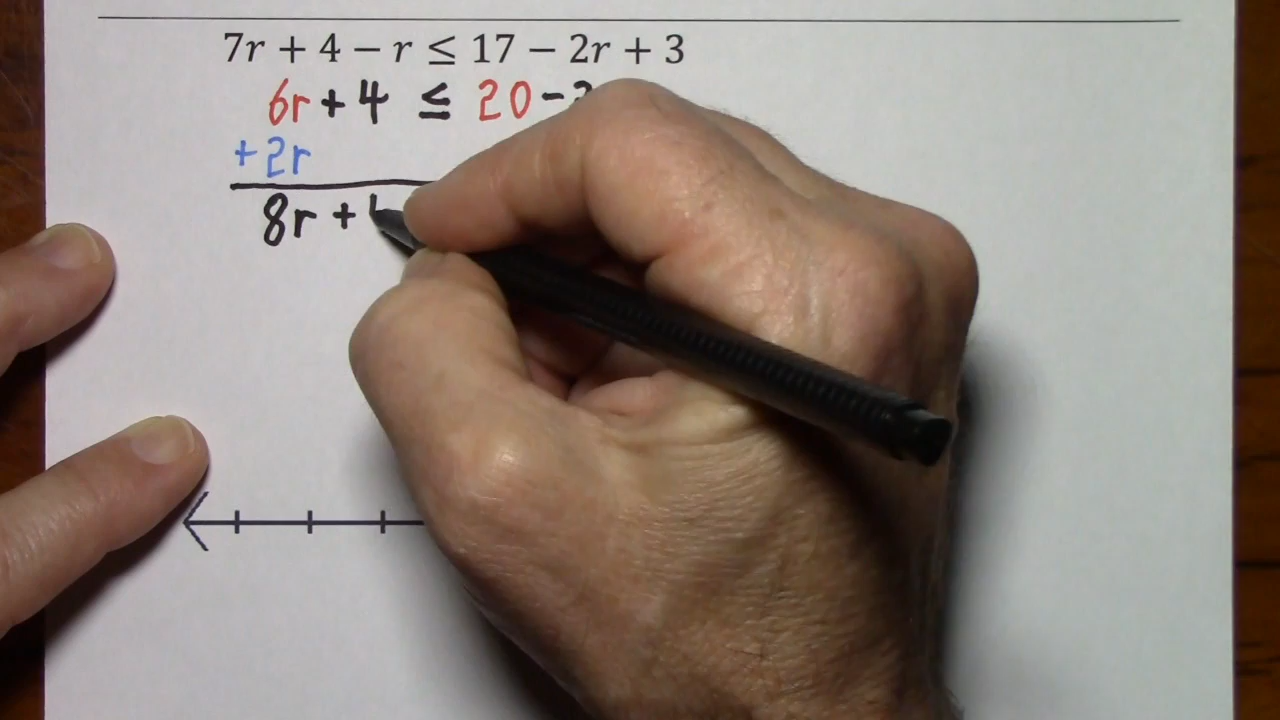 7r + 4 − r ≤ 17 − 2r + 3
6r + 4 ≤ 20 −
+ 2r
8r +